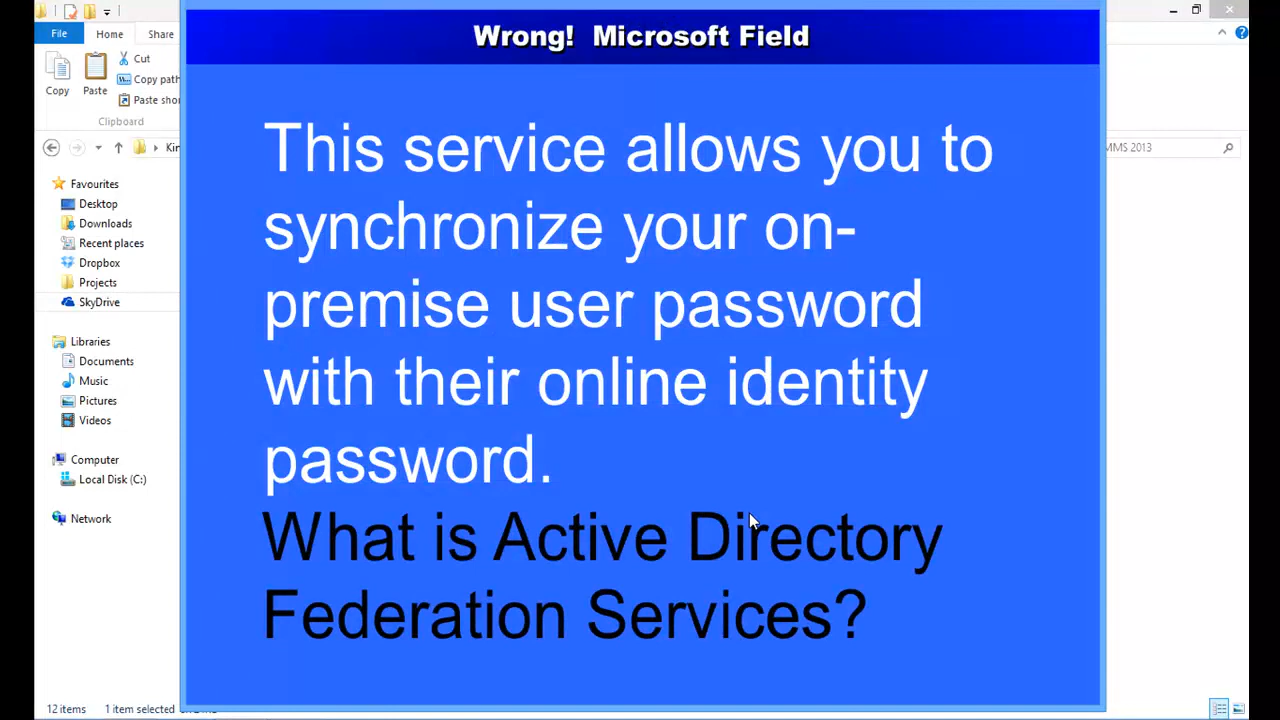 File
Home
Share
Wrong! Microsoft Field
Copy
Paste
Cut
Copy path
Clipboard
MMS 2013
Favourites
Desktop
Downloads
Recent places
Dropbox
Projects
SkyDrive
Libraries
Documents
Music
Pictures
Videos
Computer
Local Disk (C:)
Network
This service allows you to
synchronize your on-
premise user password
with their online identity
password.
What is Active Directory
Federation Services?
12 items
1 item selected